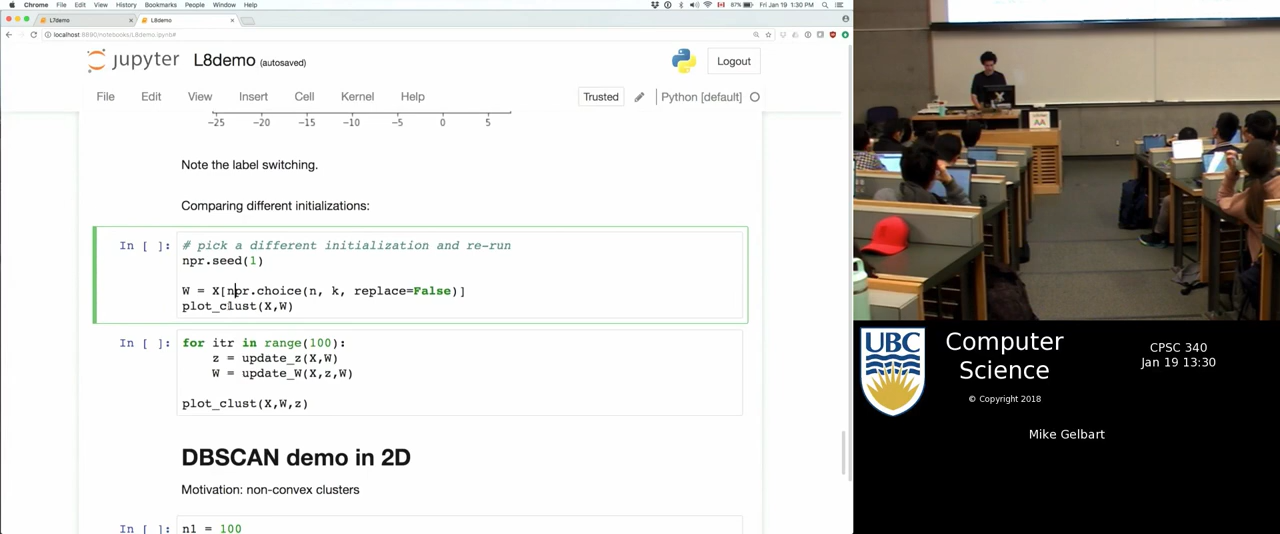 Chrome File Edit View History Bookmarks People Window Help
87% Fri Jan 19 1:30 PM
L7demo
L8demo
localhost:8890/notebooks/L8demo.ipynb#
jupyter L8demo (autosaved)
Logout
File Edit View Insert Cell Kernel Help
Trusted
Python [default]
−25 −20 −15 −10 −5 0 5
Note the label switching.
Comparing different initializations:
In [ ]:
# pick a different initialization and re-run
npr.seed(1)
W = X[npr.choice(n, k, replace=False)]
plot_clust(X,W)
In [ ]:
for itr in range(100):
z = update_z(X,W)
W = update_W(X,z,W)
plot_clust(X,W,z)
DBSCAN demo in 2D
Motivation: non-convex clusters
In [ ]:
n1 = 100
AA
UBC
Computer
Science
© Copyright 2018
CPSC 340
Jan 19 13:30
Mike Gelbart